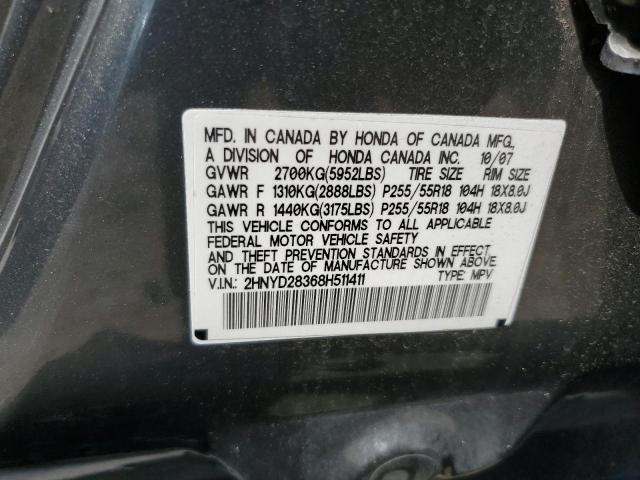 MFD. IN CANADA BY HONDA OF CANADA MFG.,
A DIVISION OF HONDA CANADA INC. 10/07
GVWR 2700KG(5952LBS) TIRE SIZE RIM SIZE
GAWR F 1310KG(2888LBS) P255/55R18 104H 18X8.0J
GAWR R 1440KG(3175LBS) P255/55R18 104H 18X8.0J
THIS VEHICLE CONFORMS TO ALL APPLICABLE
FEDERAL MOTOR VEHICLE SAFETY
AND THEFT PREVENTION STANDARDS IN EFFECT
ON THE DATE OF MANUFACTURE SHOWN ABOVE.
V.I.N.: 2HNYD28368H511411 TYPE: MPV